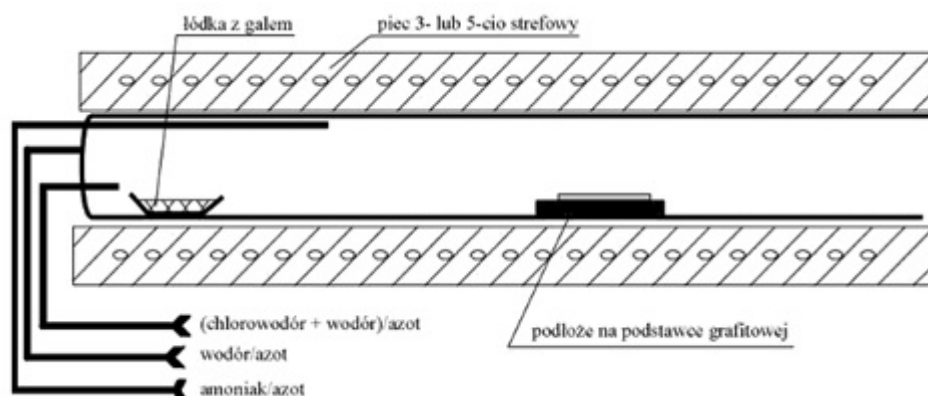 łódka z galem
piec 3- lub 5-cio strefowy
(chlorowodór + wodór)/azot
wodór/azot
amoniak/azot
podłoże na podstawce grafitowej